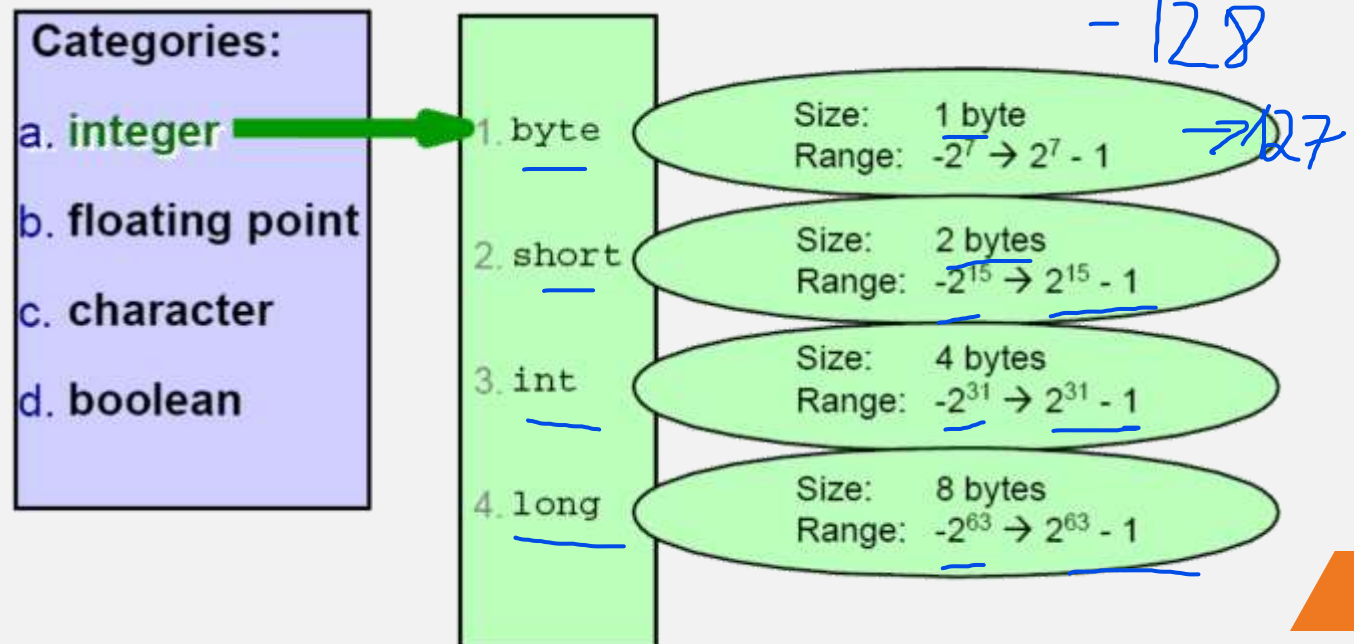 Categories:
a. integer
b. floating point
c. character
d. boolean
1. byte
Size: 1 byte
Range: -2⁷ → 2⁷ - 1
-128
→127
2. short
Size: 2 bytes
Range: -2¹⁵ → 2¹⁵ - 1
3. int
Size: 4 bytes
Range: -2³¹ → 2³¹ - 1
4. long
Size: 8 bytes
Range: -2⁶³ → 2⁶³ - 1